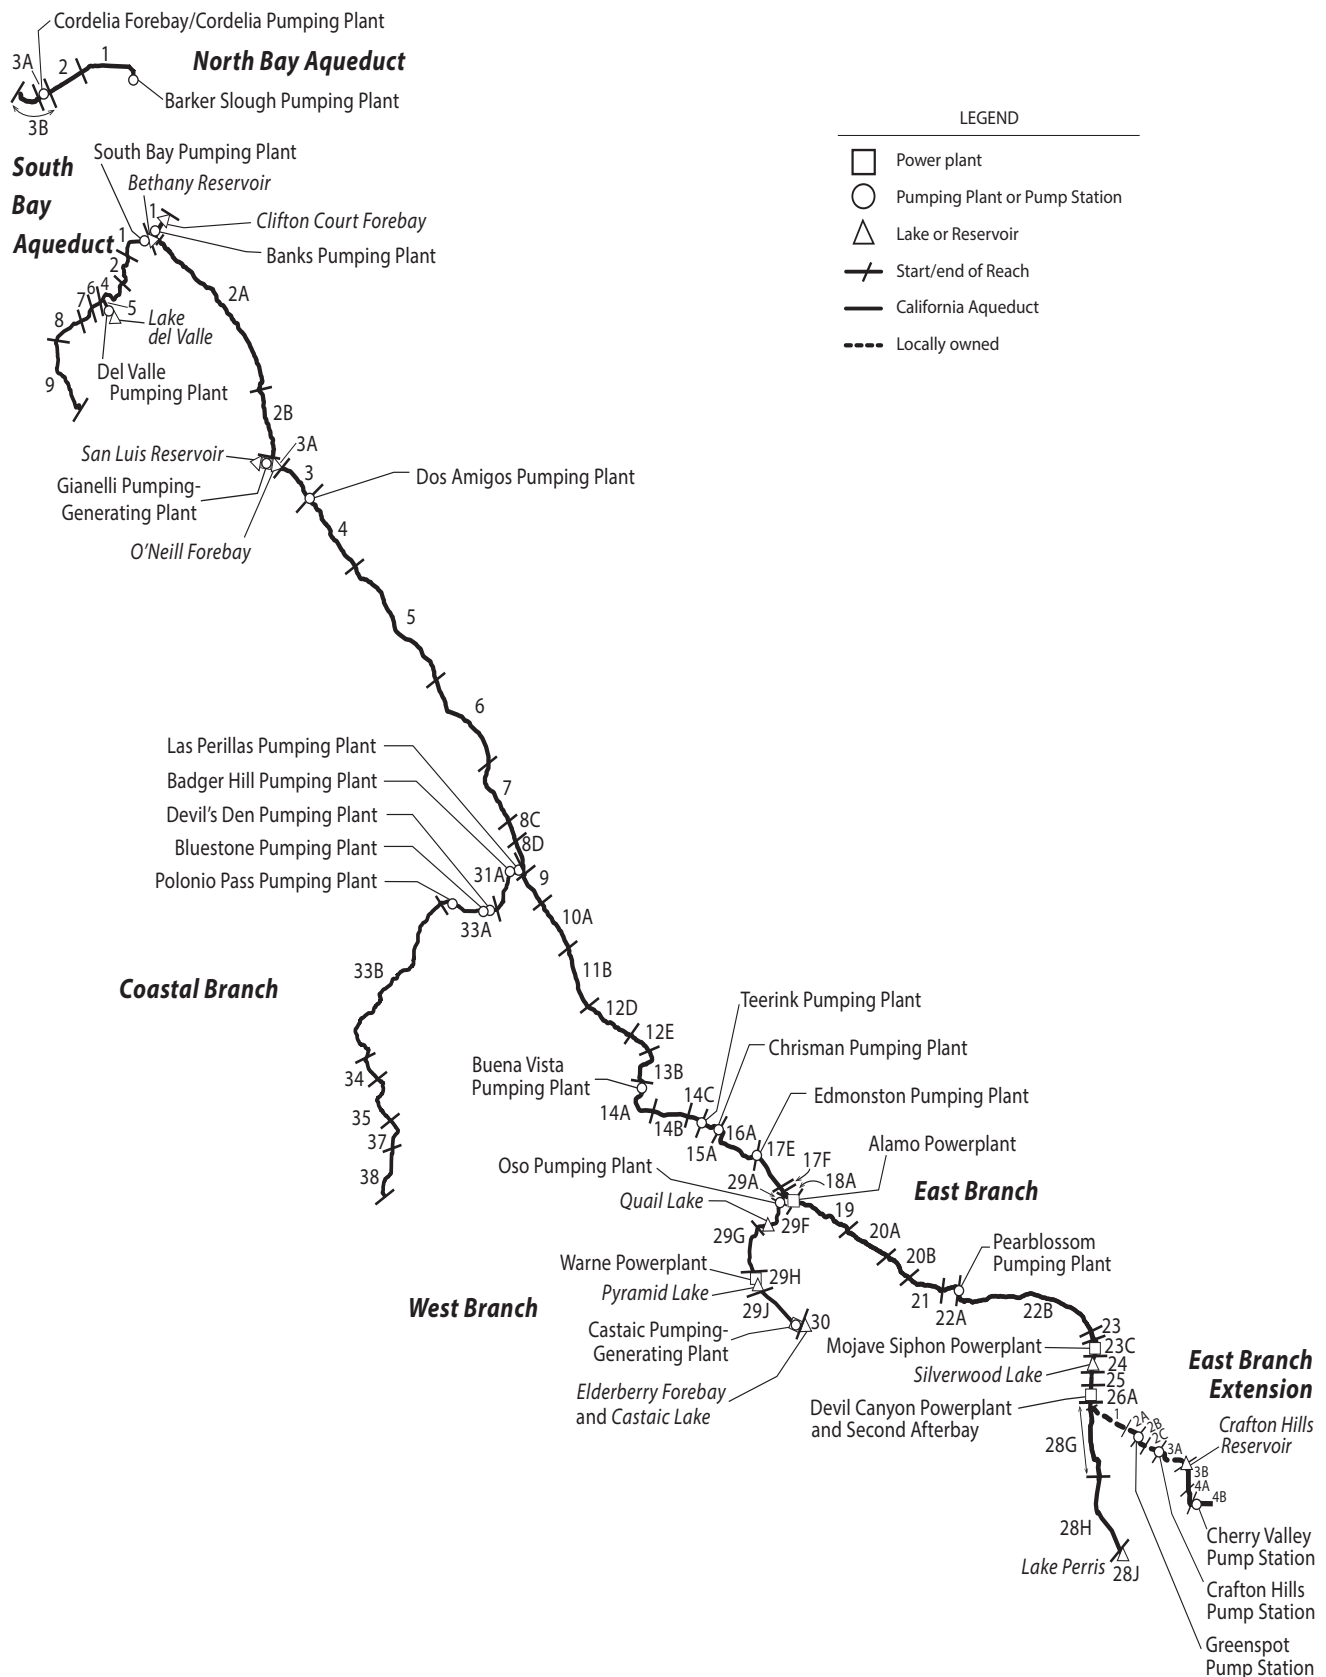 Cordelia Forebay/Cordelia Pumping Plant
3A
2
1
North Bay Aqueduct
Barker Slough Pumping Plant
3B
LEGEND
Power plant
Pumping Plant or Pump Station
Lake or Reservoir
Start/end of Reach
California Aqueduct
Locally owned
South
Bay
Aqueduct
South Bay Pumping Plant
Bethany Reservoir
1
Clifton Court Forebay
Banks Pumping Plant
1
2
2A
4
6
7
5
8
Lake
del Valle
Del Valle
Pumping Plant
9
2B
3A
San Luis Reservoir
3
Dos Amigos Pumping Plant
Gianelli Pumping-
Generating Plant
4
O'Neill Forebay
5
6
Las Perillas Pumping Plant
Badger Hill Pumping Plant
7
Devil's Den Pumping Plant
8C
Bluestone Pumping Plant
8D
Polonio Pass Pumping Plant
31A
9
33A
10A
33B
11B
Coastal Branch
12D
Teerink Pumping Plant
12E
Chrisman Pumping Plant
Buena Vista
Pumping Plant
13B
34
14A
14C
Edmonston Pumping Plant
35
14B
16A
37
15A
17E
Alamo Powerplant
38
Oso Pumping Plant
17F
29A
18A
East Branch
Quail Lake
29F
19
29G
20A
20B
Pearblossom
Pumping Plant
Warne Powerplant
29H
Pyramid Lake
29J
21
22A
22B
West Branch
Castaic Pumping-
Generating Plant
30
23
Mojave Siphon Powerplant
23C
Silverwood Lake
24
25
East Branch
Extension
Elderberry Forebay
and Castaic Lake
Devil Canyon Powerplant
and Second Afterbay
26A
1
2A
2B
2C
3A
Crafton Hills
Reservoir
28G
3B
4A
4B
28H
Cherry Valley
Pump Station
Lake Perris
28J
Crafton Hills
Pump Station
Greenspot
Pump Station